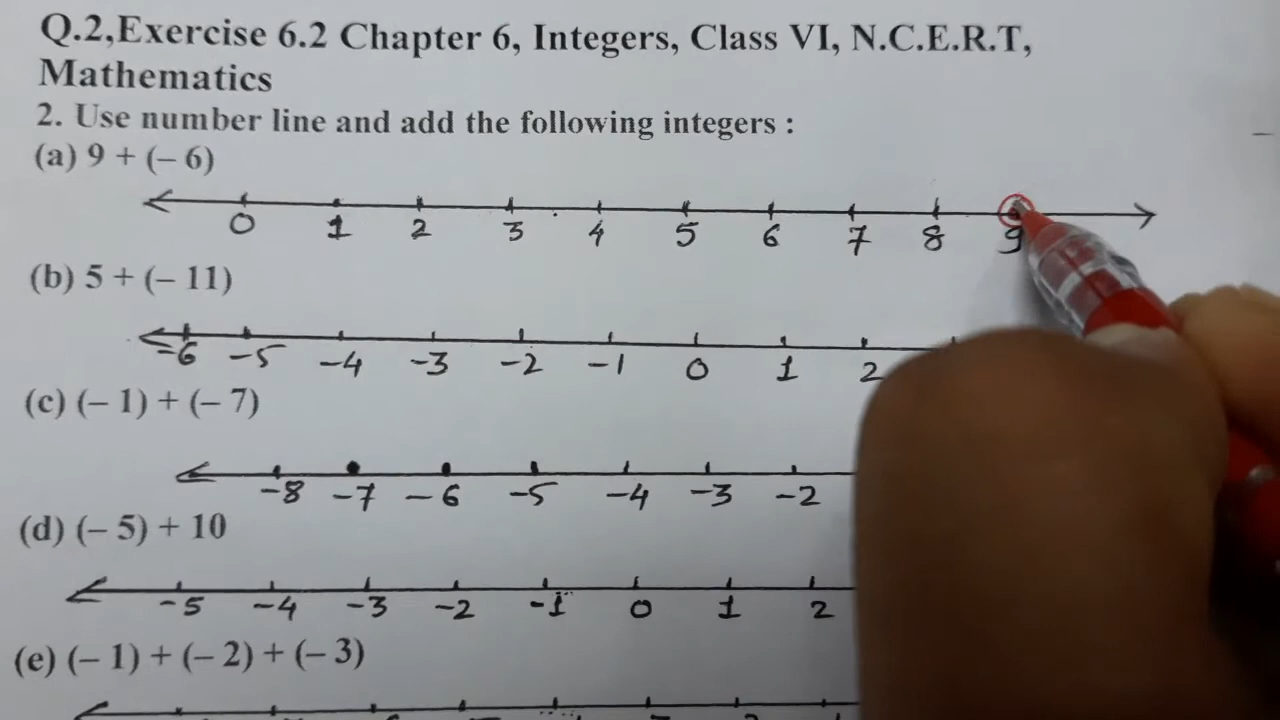 Q.2,Exercise 6.2 Chapter 6, Integers, Class VI, N.C.E.R.T,
Mathematics
2. Use number line and add the following integers :
(a) 9 + (– 6)
0 1 2 3 4 5 6 7 8 9
(b) 5 + (– 11)
-6 -5 -4 -3 -2 -1 0 1 2
(c) (– 1) + (– 7)
-8 -7 -6 -5 -4 -3 -2
(d) (– 5) + 10
-5 -4 -3 -2 -1 0 1 2
(e) (– 1) + (– 2) + (– 3)